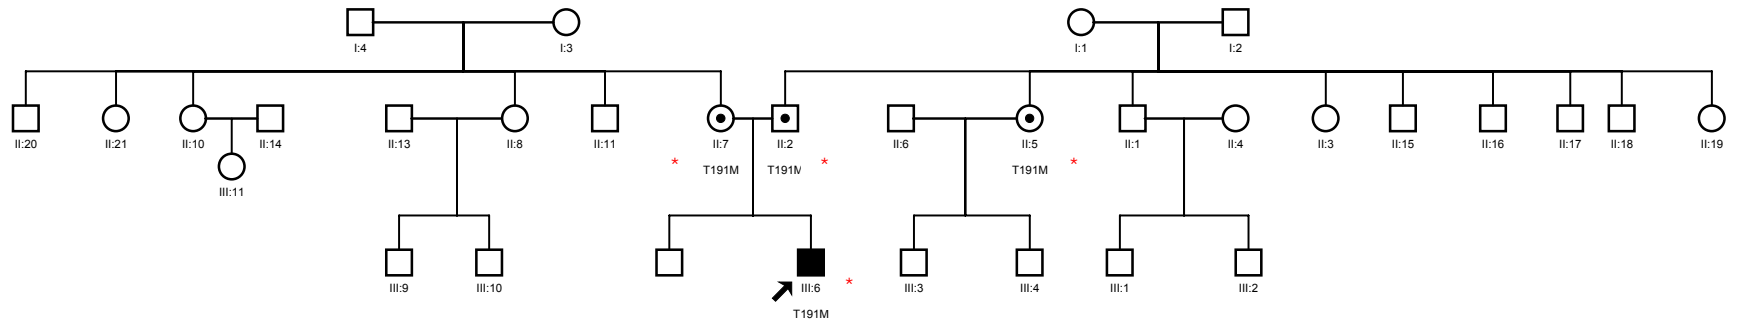 I:4 I:3 I:1 I:2
II:20 II:21 II:10 II:14 II:13 II:8 II:11 II:7 II:2 II:6 II:5 II:1 II:4 II:3 II:15 II:16 II:17 II:18 II:19
* * *
T191M T191M T191M
III:11
III:9 III:10 III:6 * III:3 III:4 III:1 III:2
T191M